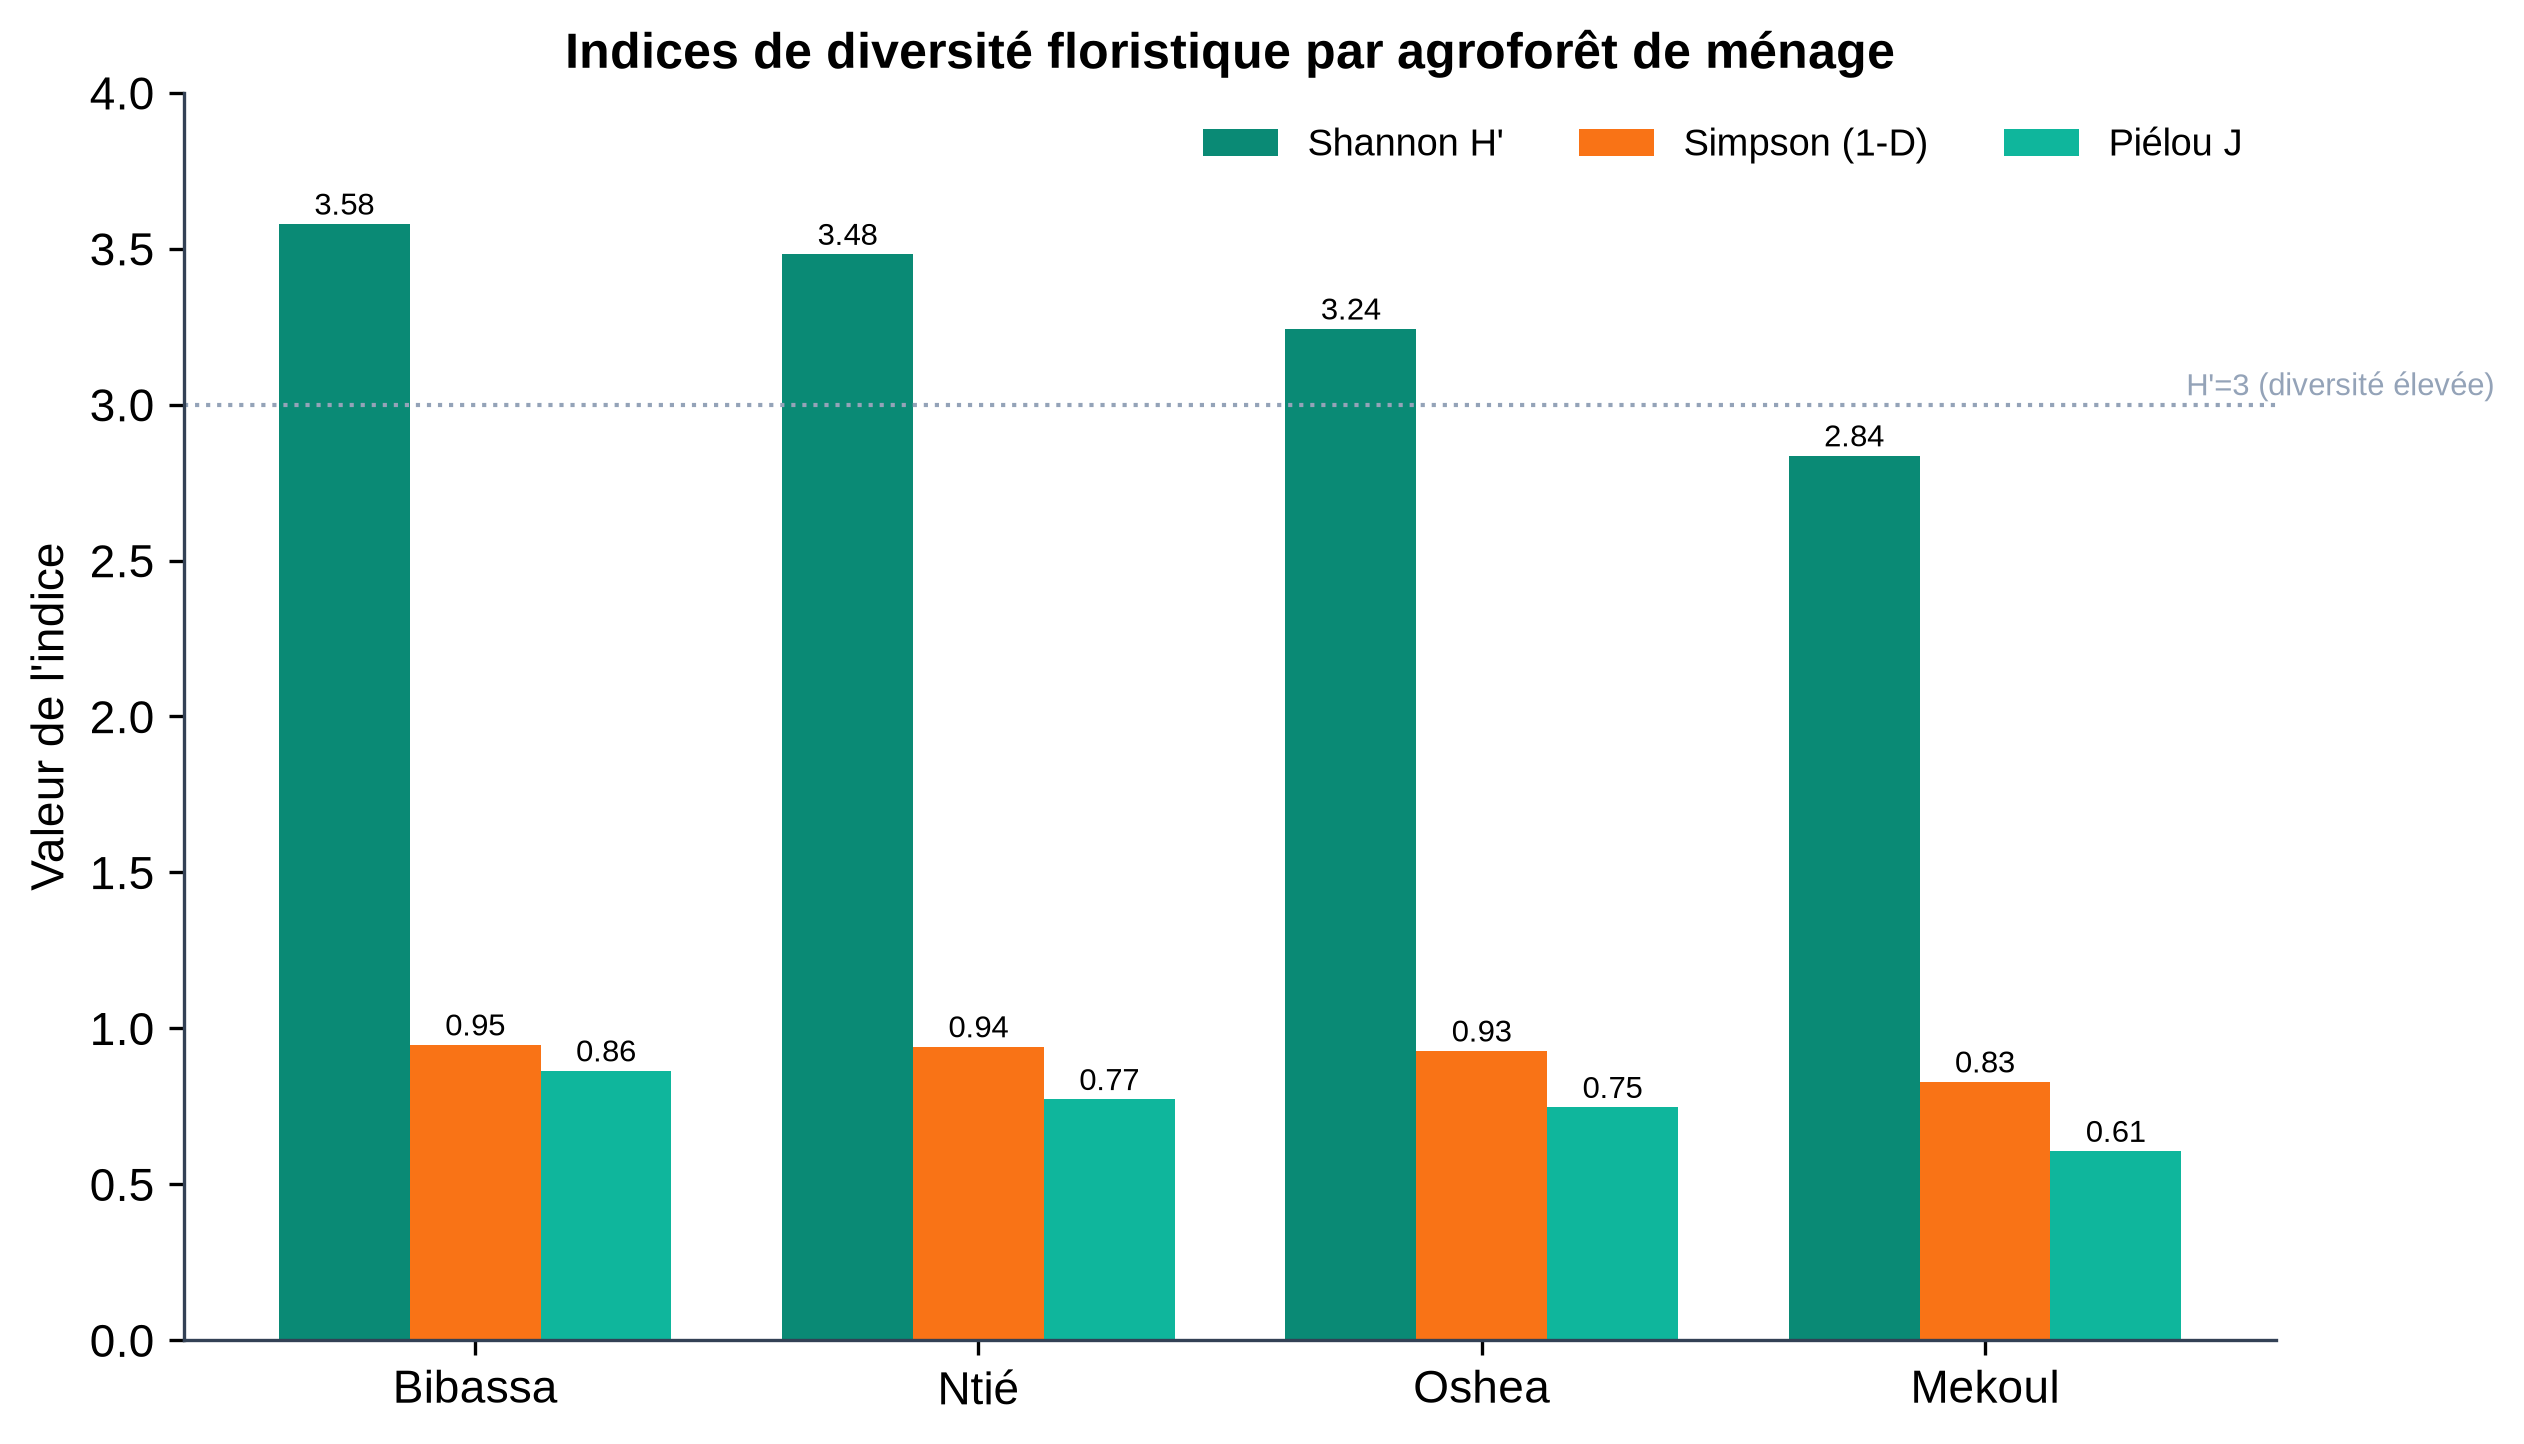 Indices de diversité floristique par agroforêt de ménage
Shannon H'
Simpson (1-D)
Piélou J
Valeur de l'indice
4.0
3.5
3.0
2.5
2.0
1.5
1.0
0.5
0.0
H'=3 (diversité élevée)
3.58
0.95
0.86
3.48
0.94
0.77
3.24
0.93
0.75
2.84
0.83
0.61
Bibassa
Ntié
Oshea
Mekoul